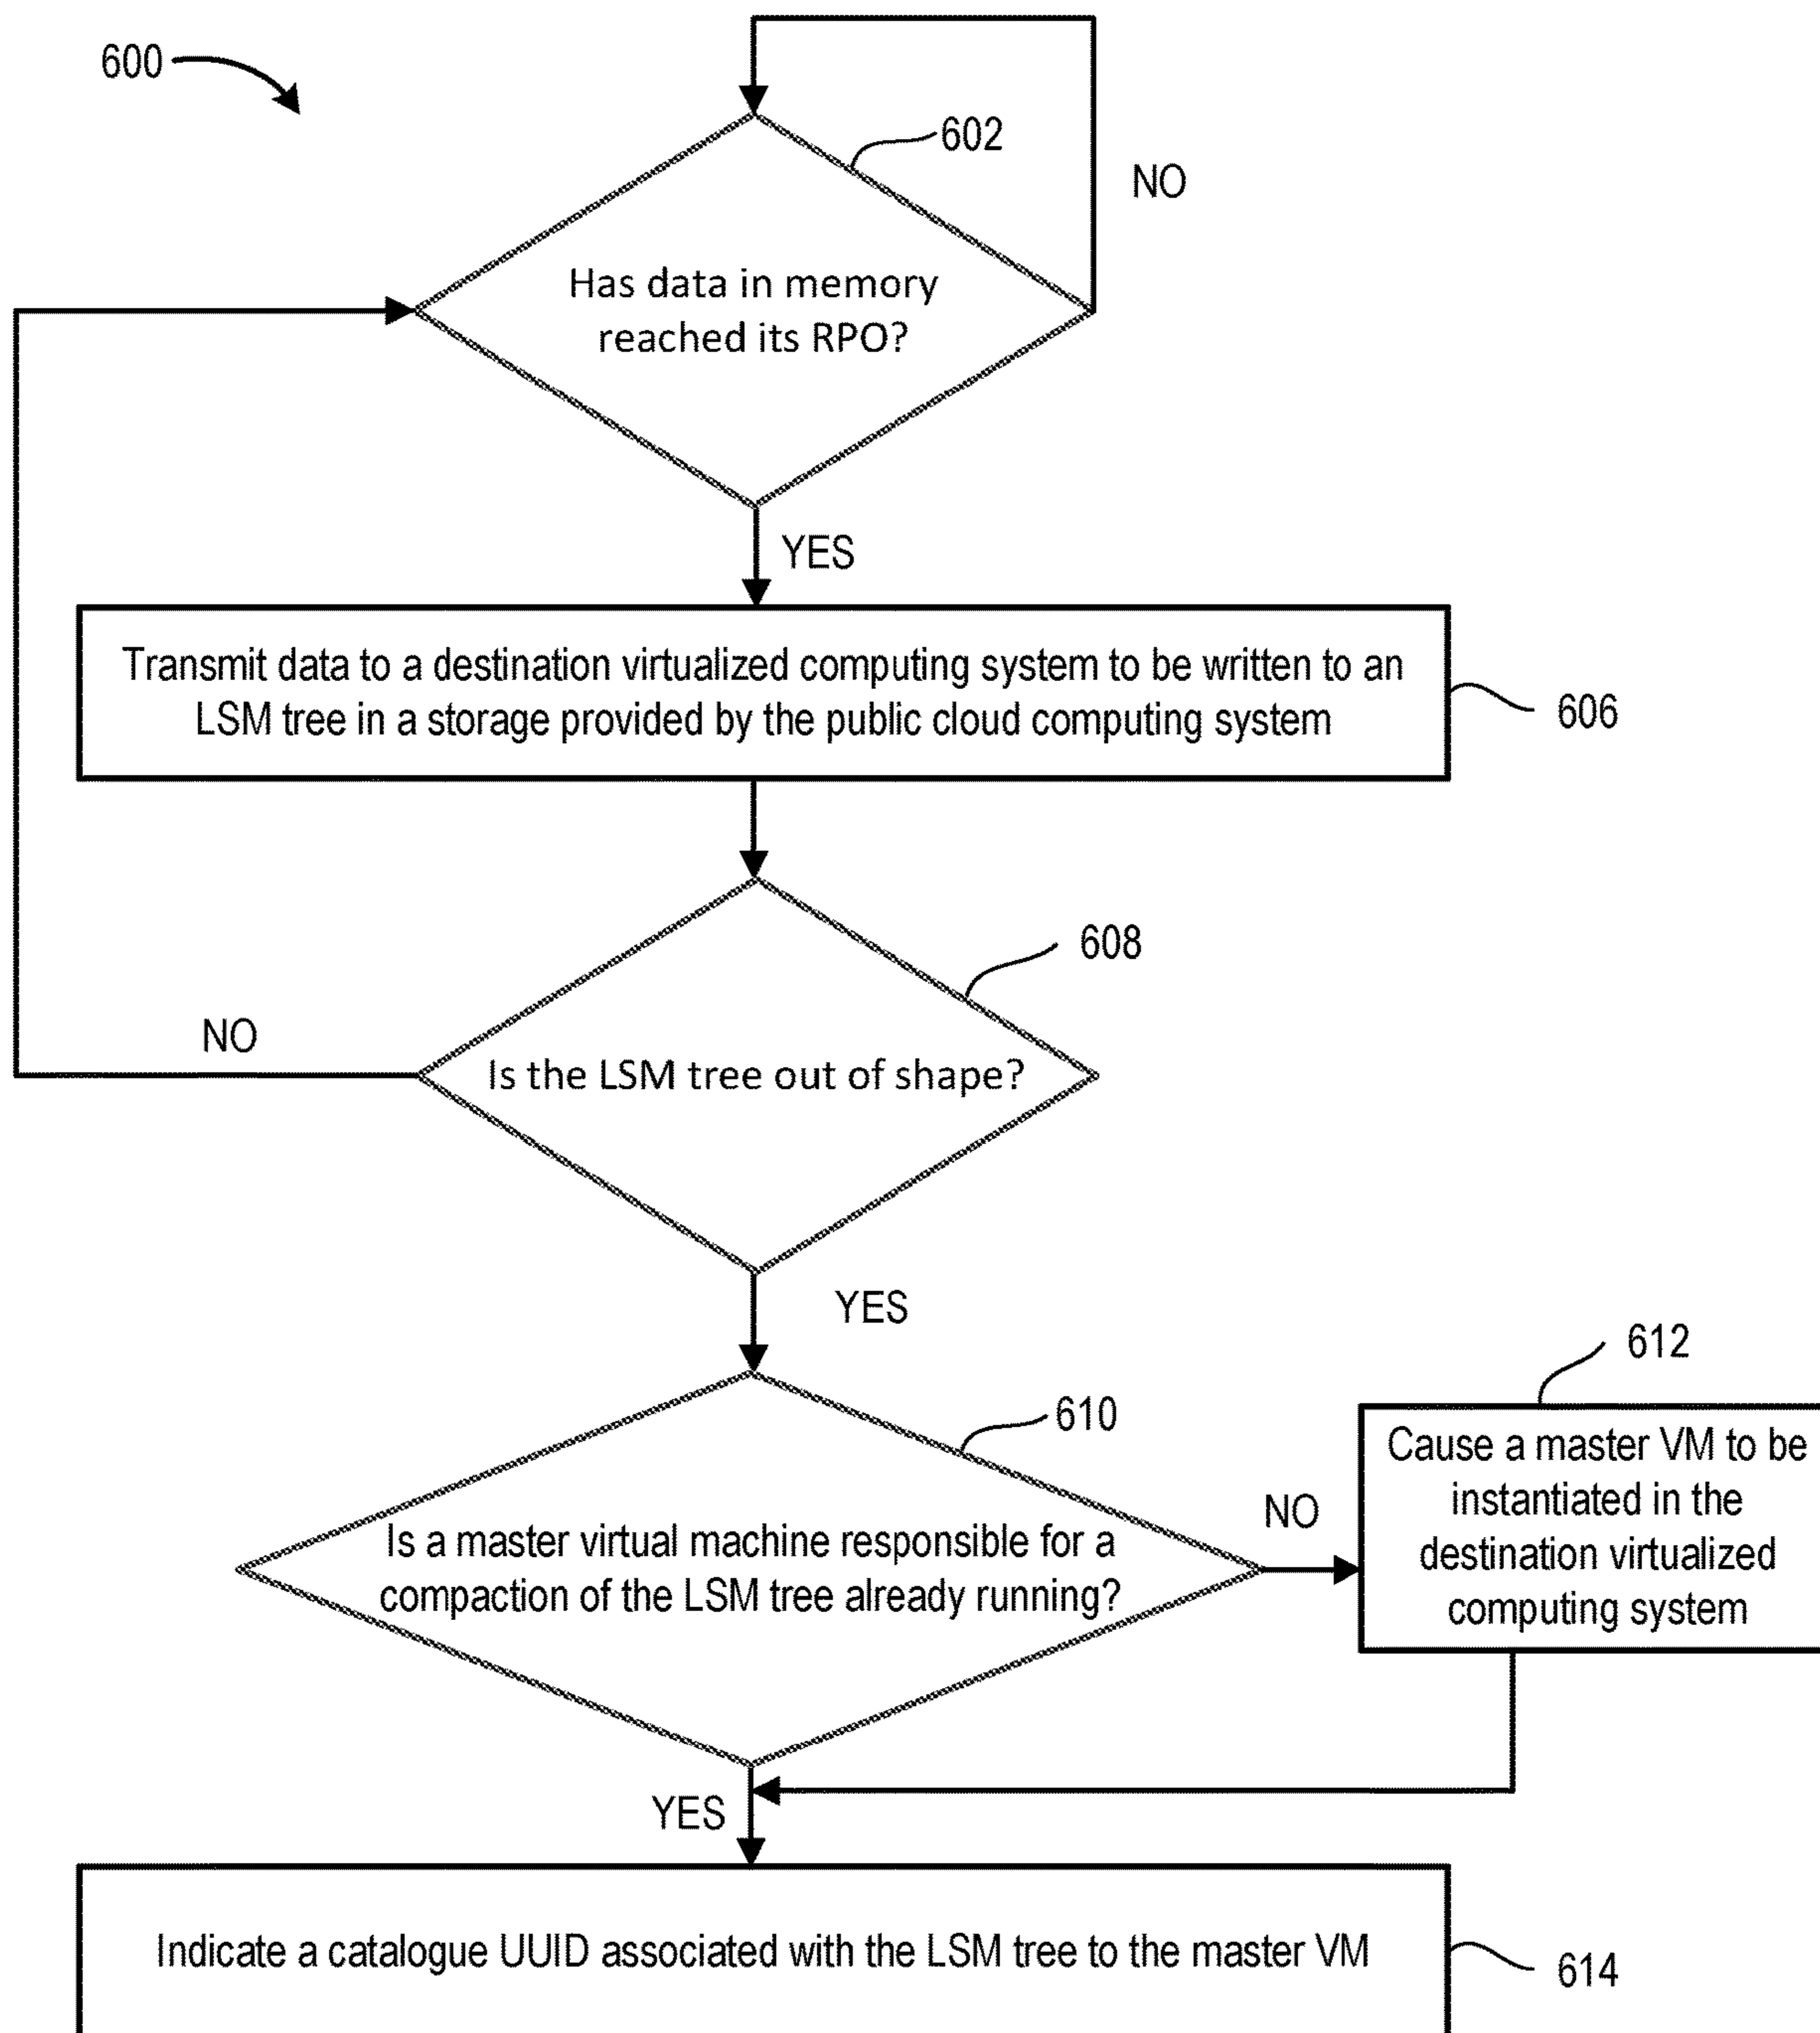 600
602
NO
Has data in memory
reached its RPO?
YES
Transmit data to a destination virtualized computing system to be written to an
LSM tree in a storage provided by the public cloud computing system
606
608
NO
Is the LSM tree out of shape?
YES
612
610
Cause a master VM to be
instantiated in the
destination virtualized
computing system
NO
Is a master virtual machine responsible for a
compaction of the LSM tree already running?
YES
Indicate a catalogue UUID associated with the LSM tree to the master VM
614